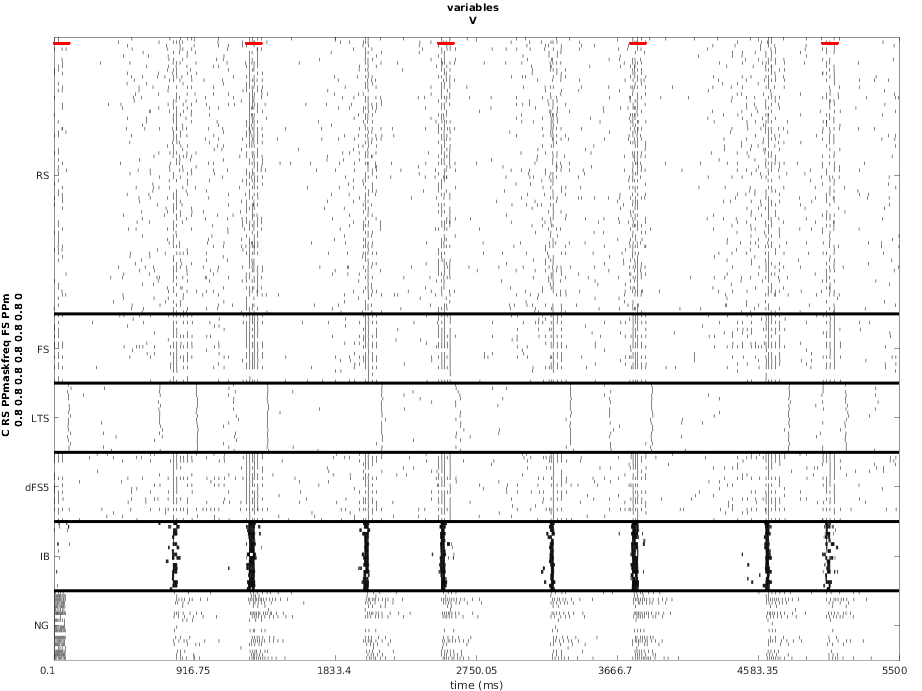 variables
V
C RS PPmaskfreq FS PPm
0.8 0.8 0.8 0.8 0.8 0
RS
FS
LTS
dFS5
IB
NG
0.1 916.75 1833.4 2750.05 3666.7 4583.35 5500
time (ms)